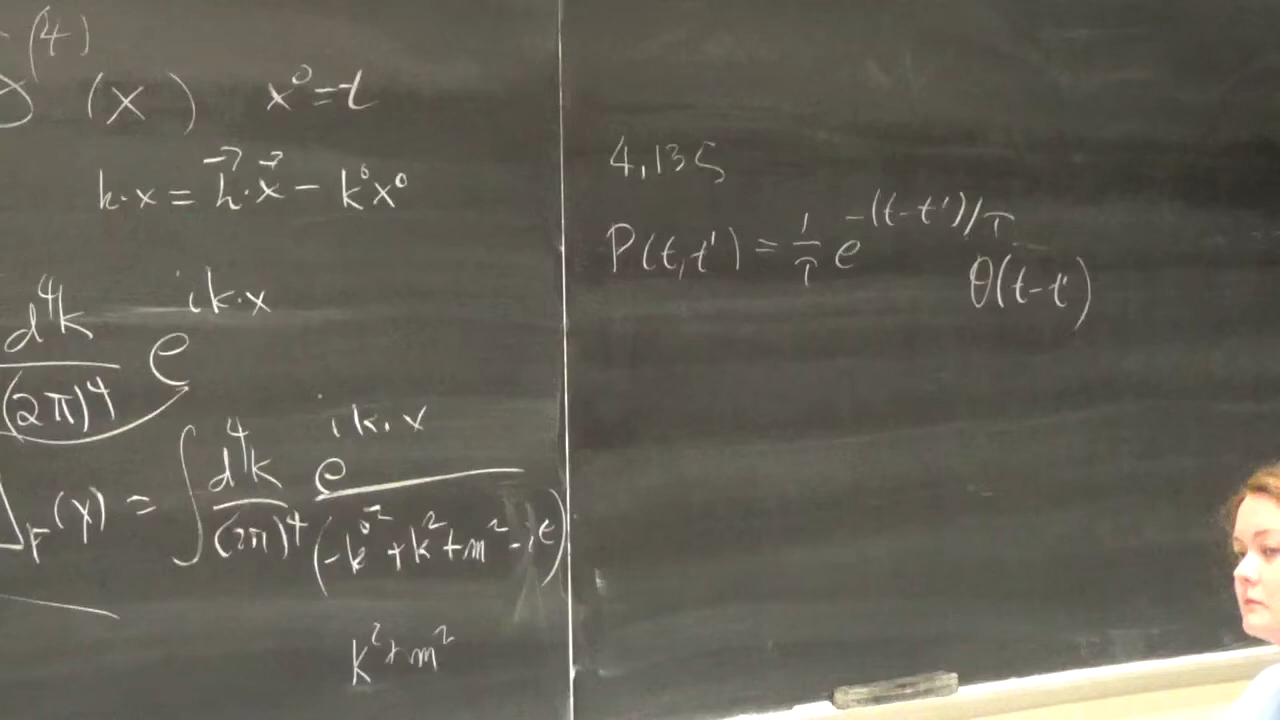 (4)
(x) x⁰=t
k·x = k⃗·x⃗ − k⁰x⁰
d⁴k/(2π)⁴ e^{ik·x}
Δ_F(y) = ∫ d⁴k/(2π)⁴ e^{ik·x}/(−k⁰² + k² + m² − iε)
k² + m²
4,135
P(t,t') = 1/τ e^{−(t−t')/τ}
θ(t−t')